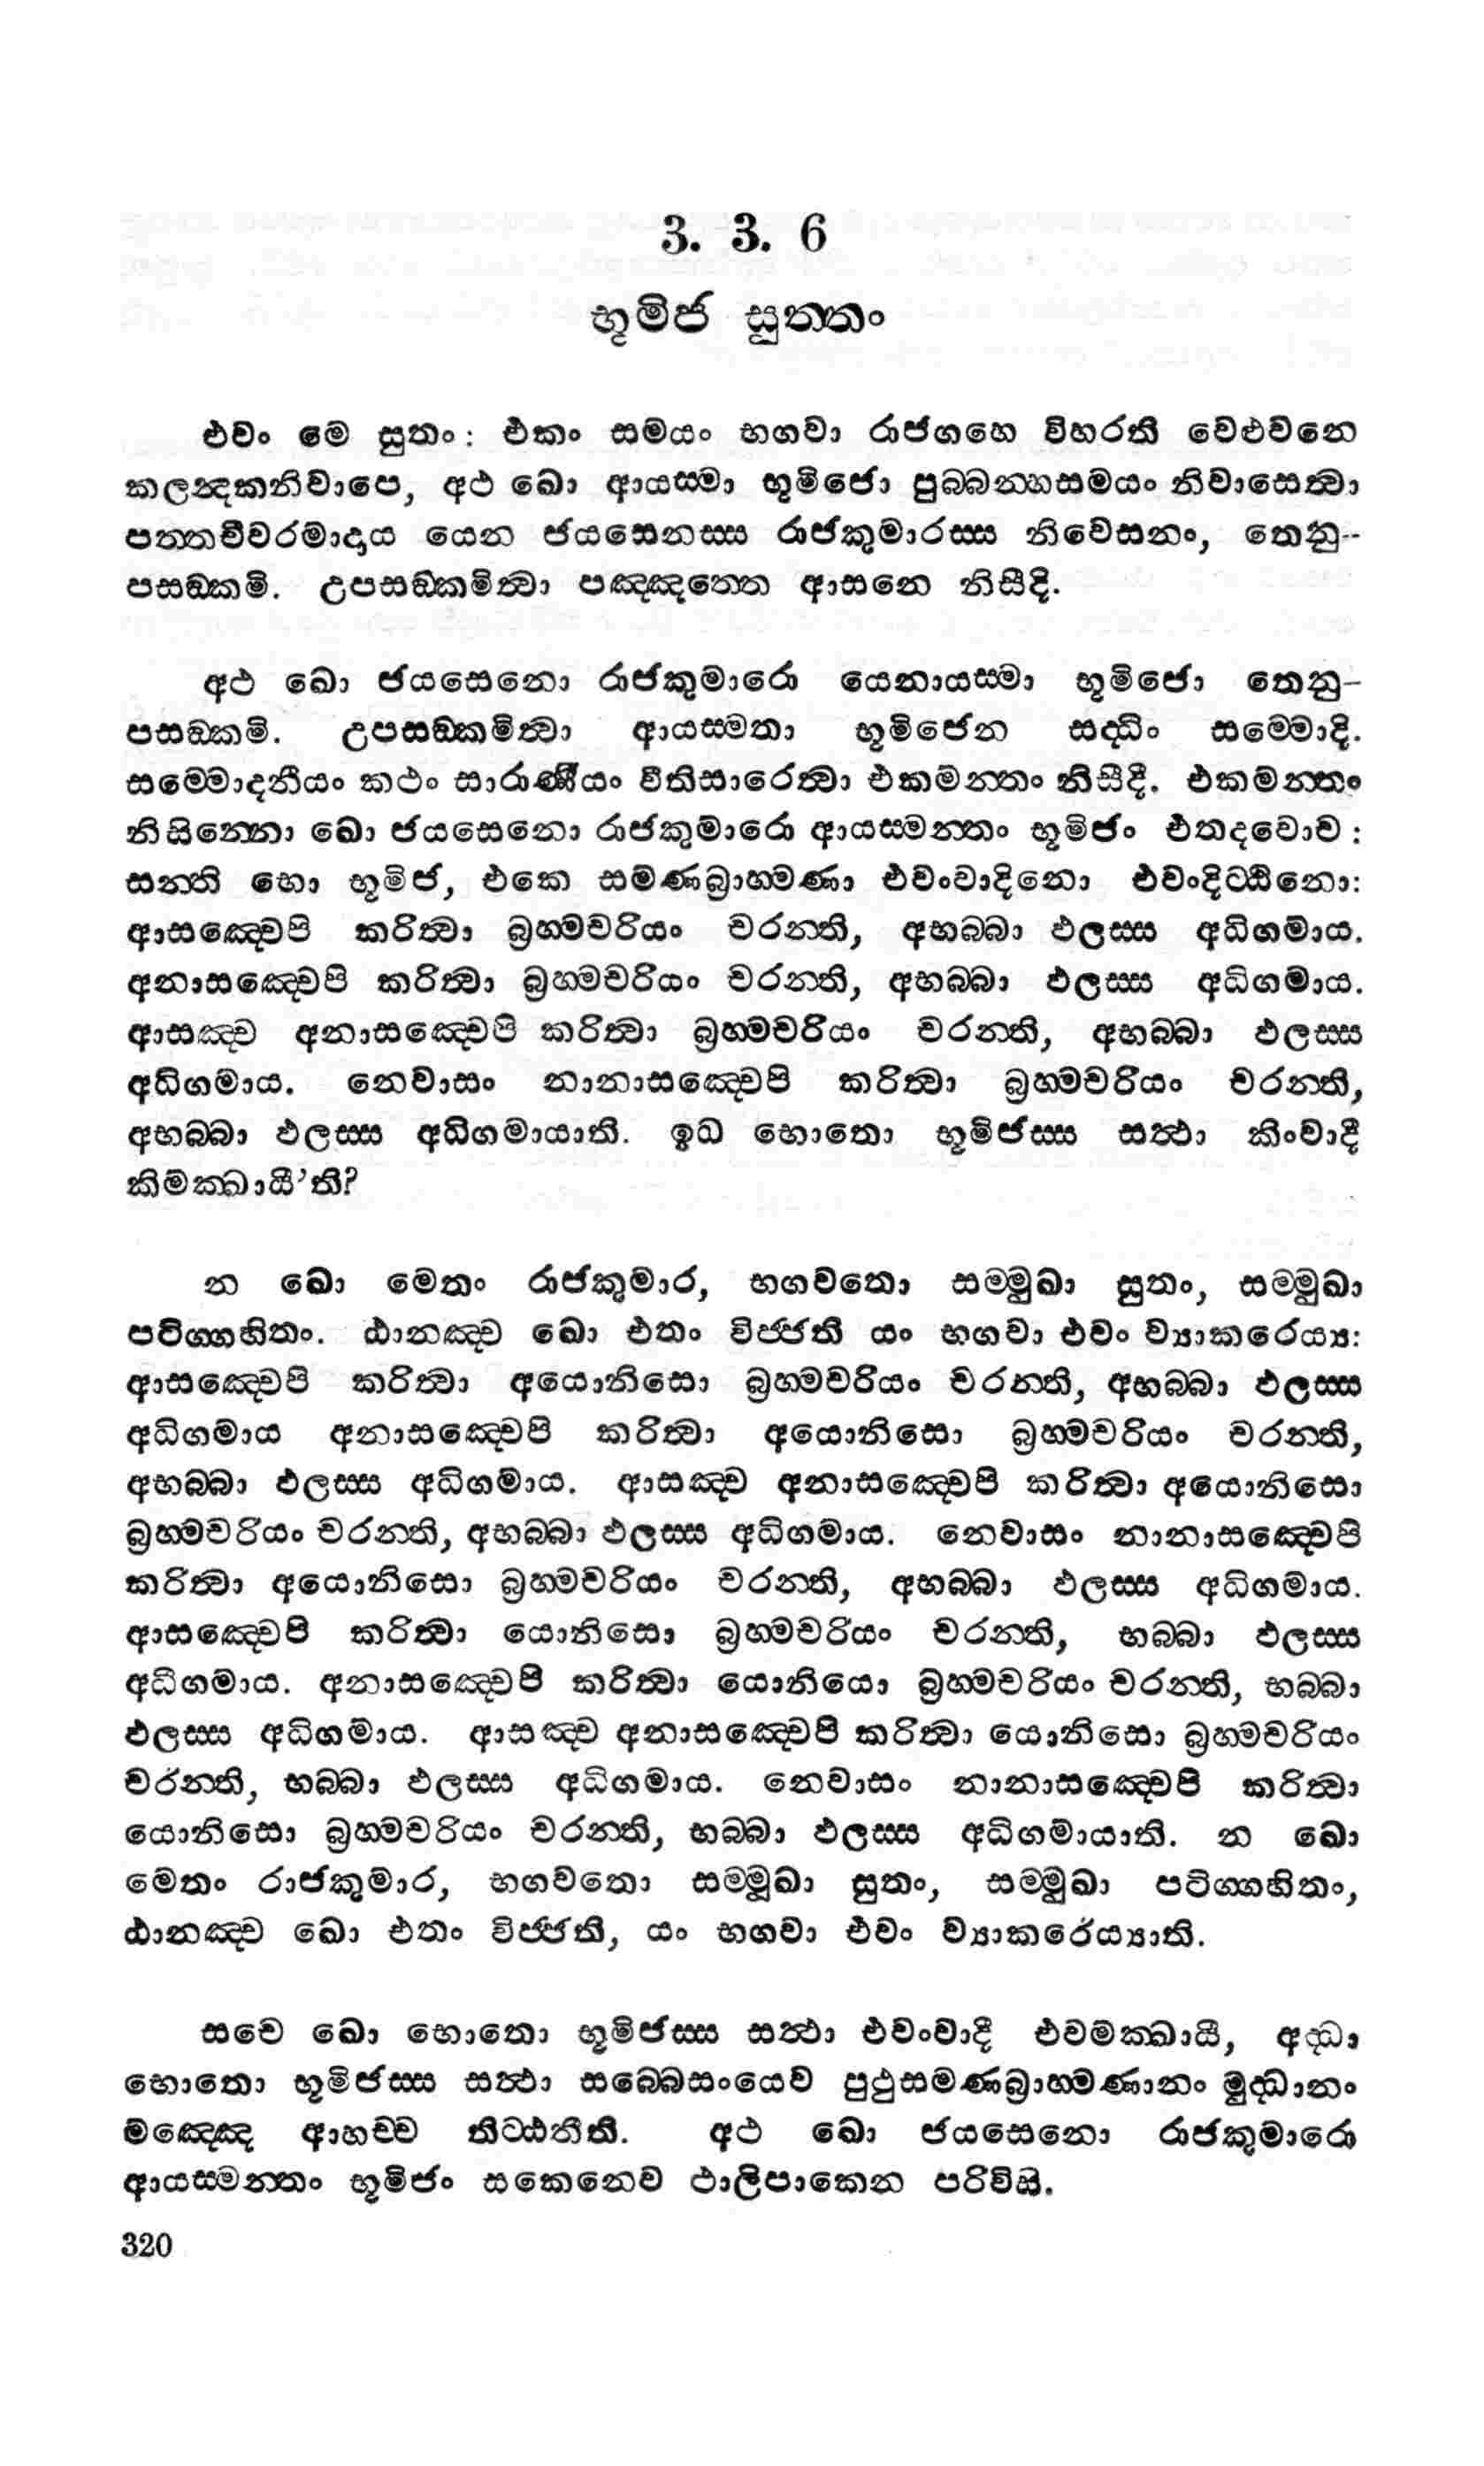 3. 3. 6
භූමිජ සුත්තං
එවං මෙ සුතං: එකං සමයං භගවා රාජගහෙ විහරති වෙළුවනෙ
කලන්‍දකනිවාපෙ, අථ ඛො ආයස්මා භූමිජො පුබ්බන්හසමයං නිවාසෙත්‍වා
පත්තචීවරමාදාය යෙන ජයසෙනස්ස රාජකුමාරස්ස නිවෙසනං, තෙනු-
පසඞ්කමි. උපසඞ්කමිත්‍වා පඤ්ඤත්තෙ ආසනෙ නිසීදි.
අථ ඛො ජයසෙනො රාජකුමාරො යෙනායස්මා භූමිජො තෙනු-
පසඞ්කමි. උපසඞ්කමිත්‍වා ආයස්මතා භූමිජෙන සද්ධිං සම්මොදි.
සම්මොදනීයං කථං සාරාණීයං වීතිසාරෙත්‍වා එකමන්තං නිසීදි. එකමන්තං
නිසින්නො ඛො ජයසෙනො රාජකුමාරො ආයස්මන්තං භූමිජං එතදවොච :
සන්ති භො භූමිජ, එකෙ සමණබ්‍රාහ්මණා එවංවාදිනො එවංදිට්ඨිනො:
ආසඤ්චෙපි කරිත්‍වා බ්‍රහ්මචරියං චරන්ති, අභබ්බා ඵලස්ස අධිගමාය.
අනාසඤ්චෙපි කරිත්‍වා බ්‍රහ්මචරියං චරන්ති, අභබ්බා ඵලස්ස අධිගමාය.
ආසඤ්ච අනාසඤ්චෙපි කරිත්‍වා බ්‍රහ්මචරියං චරන්ති, අභබ්බා ඵලස්ස
අධිගමාය. නෙවාසං නානාසඤ්චෙපි කරිත්‍වා බ්‍රහ්මචරියං චරන්ති,
අභබ්බා ඵලස්ස අධිගමායාති. ඉධ භොතො භූමිජස්ස සත්‍ථා කිංවාදී
කිමක්ඛායී’ති?
න ඛො මෙතං රාජකුමාර, භගවතො සම්මුඛා සුතං, සම්මුඛා
පටිග්ගහිතං. ඨානඤ්ච ඛො එතං විජ්ජති යං භගවා එවං ව්‍යාකරෙය්‍ය:
ආසඤ්චෙපි කරිත්‍වා අයොනිසො බ්‍රහ්මචරියං චරන්ති, අභබ්බා ඵලස්ස
අධිගමාය අනාසඤ්චෙපි කරිත්‍වා අයොනිසො බ්‍රහ්මචරියං චරන්ති,
අභබ්බා ඵලස්ස අධිගමාය. ආසඤ්ච අනාසඤ්චෙපි කරිත්‍වා අයොනිසො
බ්‍රහ්මචරියං චරන්ති, අභබ්බා ඵලස්ස අධිගමාය. නෙවාසං නානාසඤ්චෙපි
කරිත්‍වා අයොනිසො බ්‍රහ්මචරියං චරන්ති, අභබ්බා ඵලස්ස අධිගමාය.
ආසඤ්චෙපි කරිත්‍වා යොනිසො බ්‍රහ්මචරියං චරන්ති, භබ්බා ඵලස්ස
අධිගමාය. අනාසඤ්චෙපි කරිත්‍වා යොනියො බ්‍රහ්මචරියං චරන්ති, භබ්බා
ඵලස්ස අධිගමාය. ආසඤ්ච අනාසඤ්චෙපි කරිත්‍වා යොනිසො බ්‍රහ්මචරියං
චරන්ති, භබ්බා ඵලස්ස අධිගමාය. නෙවාසං නානාසඤ්චෙපි කරිත්‍වා
යොනිසො බ්‍රහ්මචරියං චරන්ති, භබ්බා ඵලස්ස අධිගමායාති. න ඛො
මෙතං රාජකුමාර, භගවතො සම්මූඛා සුතං, සම්මුඛා පටිග්ගහිතං,
ඨානඤ්ච ඛො එතං විජ්ජති, යං භගවා එවං ව්‍යාකරෙය්‍යාති.
සචෙ ඛො භොතො භූමිජස්ස සත්‍ථා එවංවාදී එවමක්ඛායී, අද්ධා
භොතො භූමිජස්ස සත්‍ථා සබ්බෙසංයෙව පුථුසමණබ්‍රාහ්මණානං මුද්ධානං
මඤ්ඤෙ ආහච්ච තිට්ඨතීති. අථ ඛො ජයසෙනො රාජකුමාරො
ආයස්මන්තං භූමිජං සකෙනෙව ථාලිපාකෙන පරිවිසි.
320